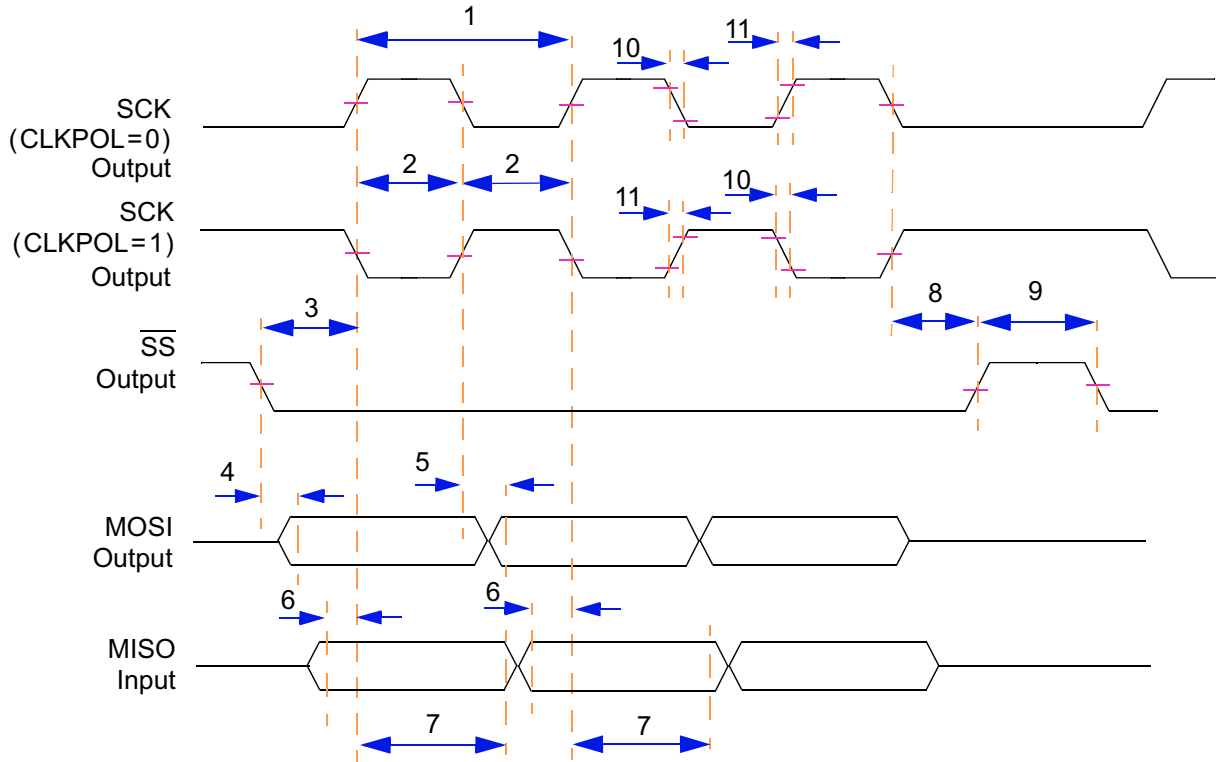 1
10
11
SCK
(CLKPOL=0)
Output
2
2
11
10
SCK
(CLKPOL=1)
Output
3
8
9
SS
Output
4
5
MOSI
Output
6
6
MISO
Input
7
7